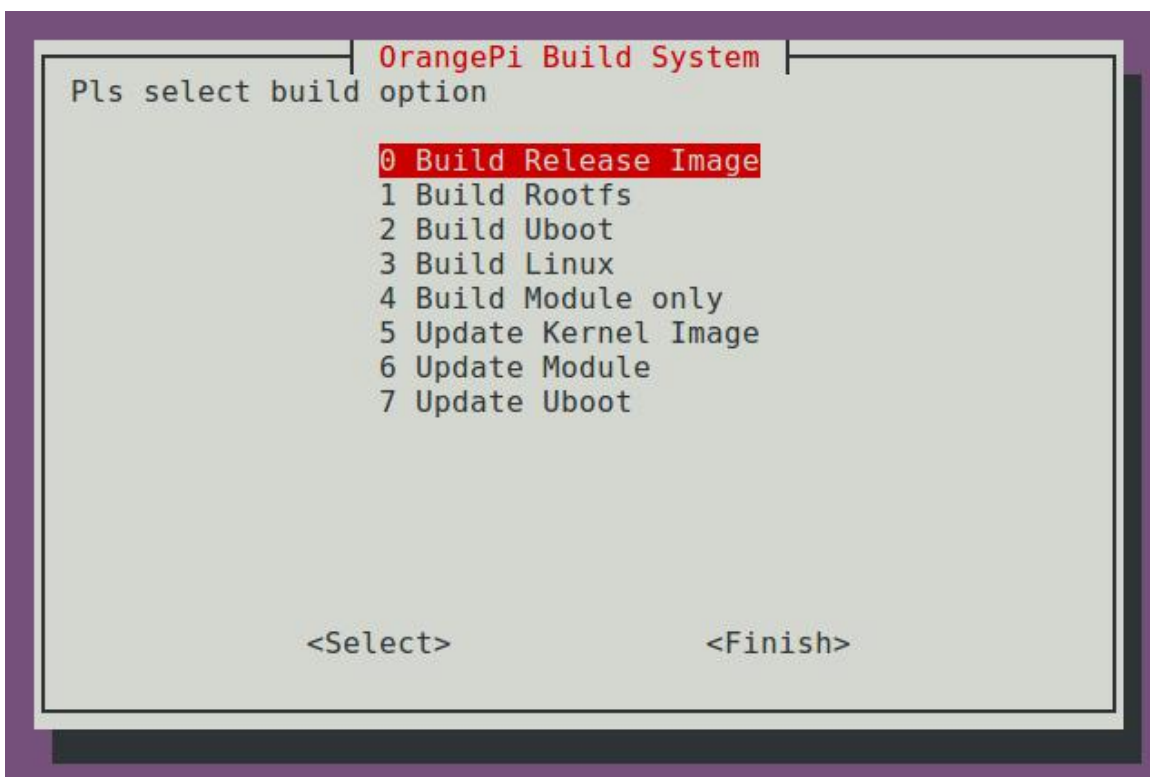 OrangePi Build System
Pls select build option
0 Build Release Image
1 Build Rootfs
2 Build Uboot
3 Build Linux
4 Build Module only
5 Update Kernel Image
6 Update Module
7 Update Uboot
<Select> <Finish>